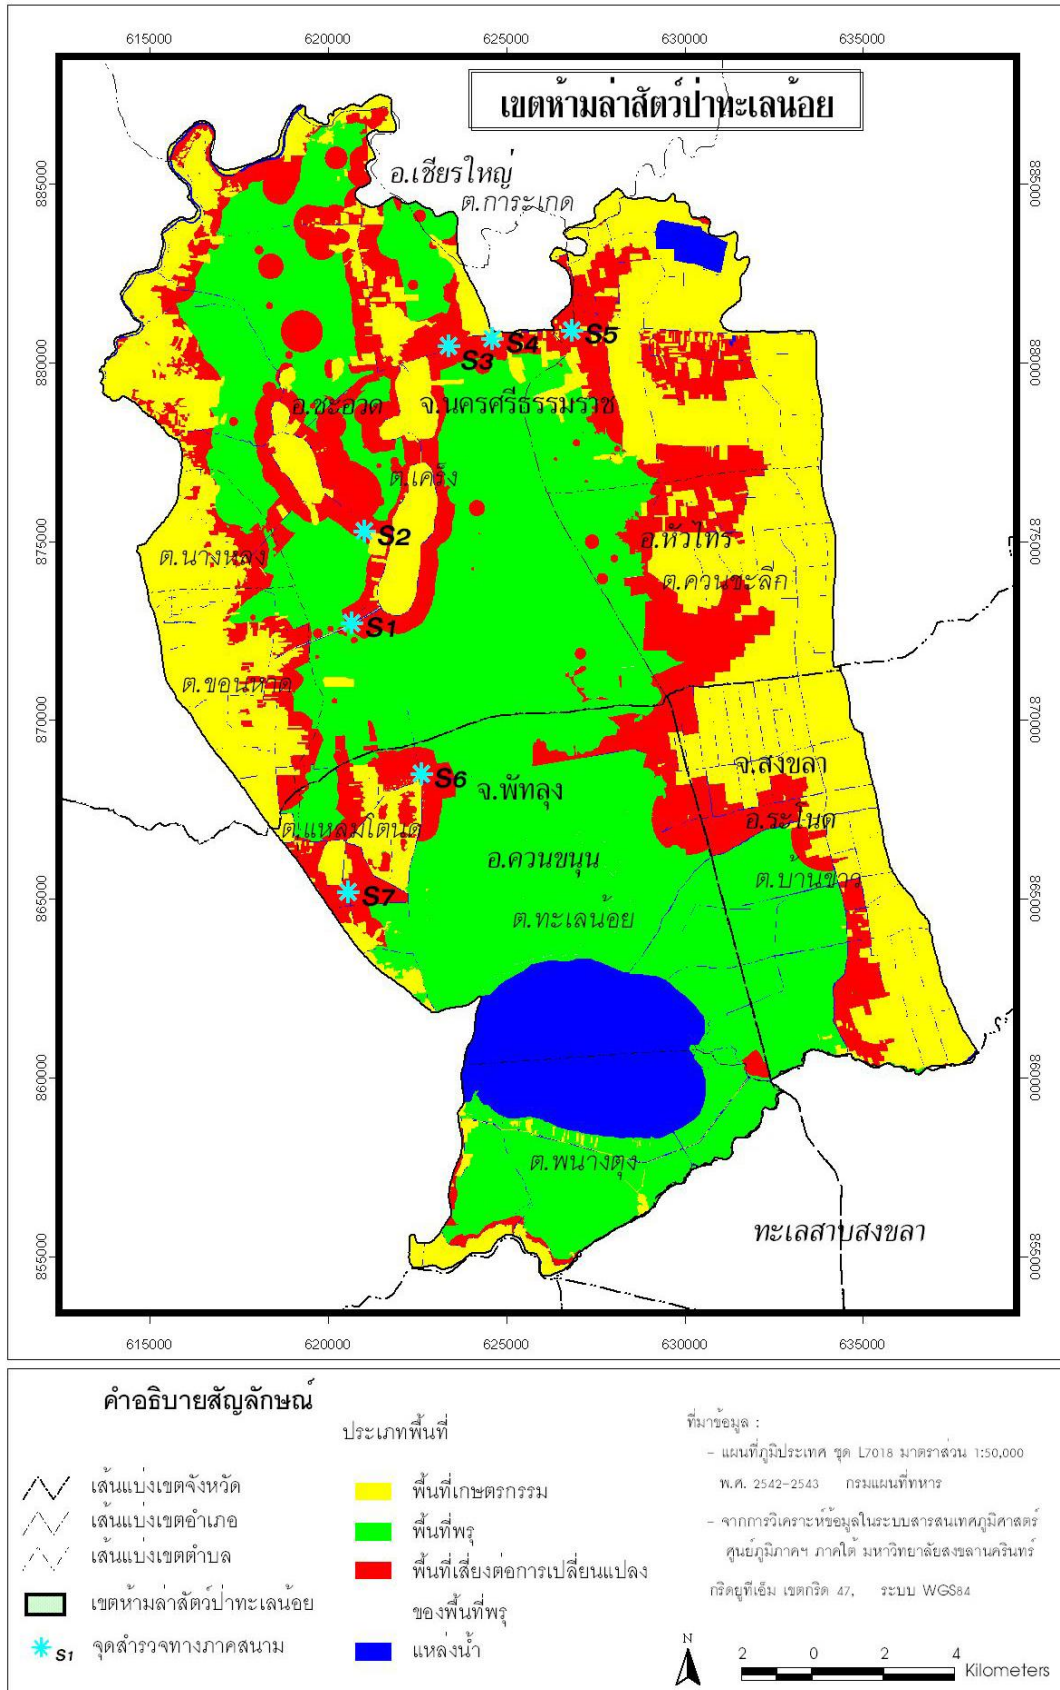 615000 620000 625000 630000 635000
เขตห้ามล่าสัตว์ป่าทะเลน้อย
885000
885000
อ.เชียรใหญ่
ต.การะเกด
880000
880000
S5
S4
S3
อ.ชะอวด
จ.นครศรีธรรมราช
ต.เคร็ง
875000
875000
S2
อ.หัวไทร
ต.นางหลง
ต.ควนชะลิก
S1
ต.ขอนหาด
870000
870000
จ.สงขลา
S6
จ.พัทลุง
อ.ระโนด
ต.แหลมโตนด
อ.ควนขนุน
ต.บ้านขาว
865000
865000
S7
ต.ทะเลน้อย
860000
860000
ต.พนางตุง
ทะเลสาบสงขลา
855000
855000
615000 620000 625000 630000 635000
คำอธิบายสัญลักษณ์
เส้นแบ่งเขตจังหวัด
เส้นแบ่งเขตอำเภอ
เส้นแบ่งเขตตำบล
เขตห้ามล่าสัตว์ป่าทะเลน้อย
S1 จุดสำรวจทางภาคสนาม
ประเภทพื้นที่
พื้นที่เกษตรกรรม
พื้นที่พรุ
พื้นที่เสี่ยงต่อการเปลี่ยนแปลง
ของพื้นที่พรุ
แหล่งน้ำ
ที่มาข้อมูล :
- แผนที่ภูมิประเทศ ชุด L7018 มาตราส่วน 1:50,000
พ.ศ. 2542-2543 กรมแผนที่ทหาร
- จากการวิเคราะห์ข้อมูลในระบบสารสนเทศภูมิศาสตร์
ศูนย์ภูมิภาคฯ ภาคใต้ มหาวิทยาลัยสงขลานครินทร์
กริดยูทีเอ็ม เขตกริด 47, ระบบ WGS84
N
2 0 2 4 Kilometers